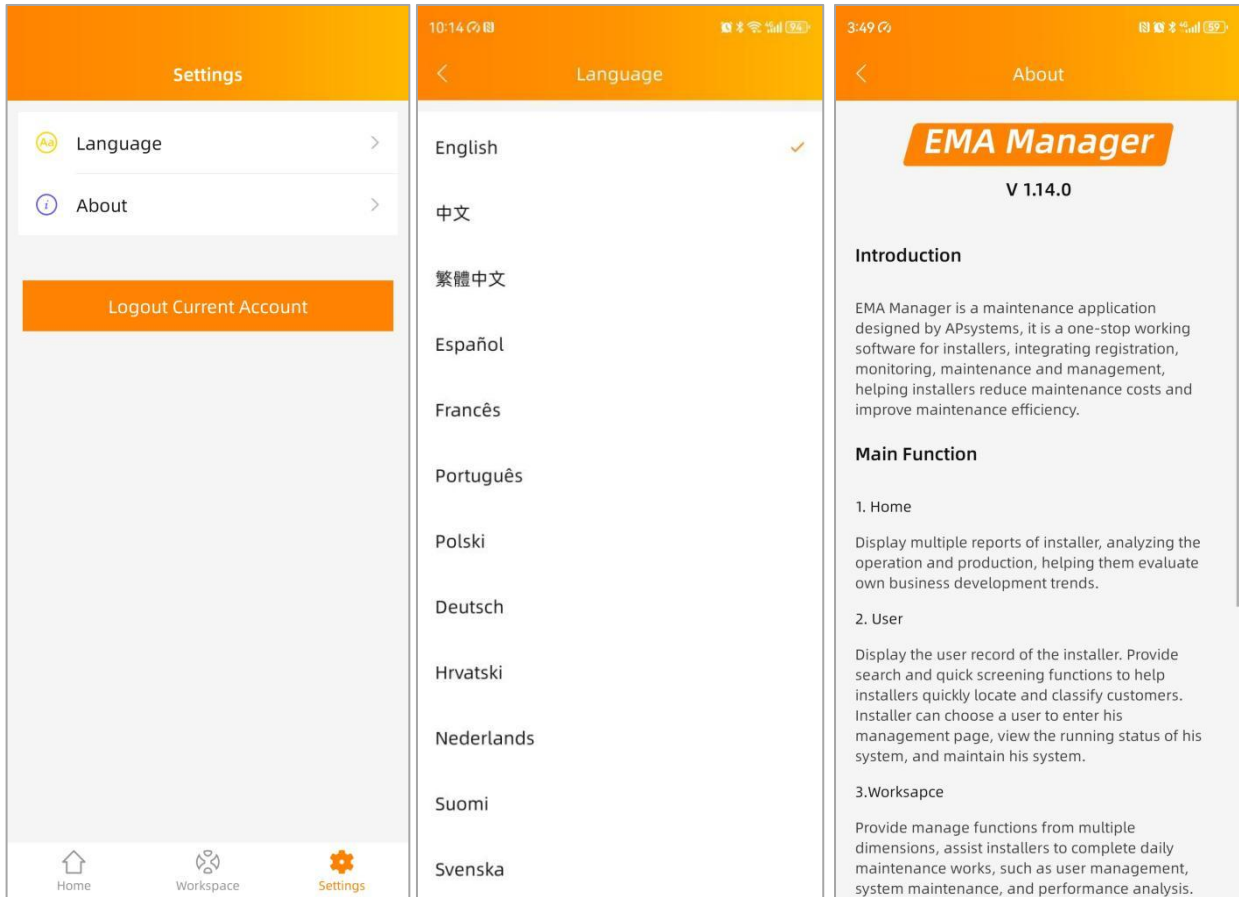 Settings
Aa Language
i About
Logout Current Account
Home
Workspace
Settings
10:14
94
Language
English
中文
繁體中文
Español
Francês
Português
Polski
Deutsch
Hrvatski
Nederlands
Suomi
Svenska
3:49
59
About
EMA Manager
V 1.14.0
Introduction
EMA Manager is a maintenance application
designed by APsystems, it is a one-stop working
software for installers, integrating registration,
monitoring, maintenance and management,
helping installers reduce maintenance costs and
improve maintenance efficiency.
Main Function
1. Home
Display multiple reports of installer, analyzing the
operation and production, helping them evaluate
own business development trends.
2. User
Display the user record of the installer. Provide
search and quick screening functions to help
installers quickly locate and classify customers.
Installer can choose a user to enter his
management page, view the running status of his
system, and maintain his system.
3.Worksapce
Provide manage functions from multiple
dimensions, assist installers to complete daily
maintenance works, such as user management,
system maintenance, and performance analysis.